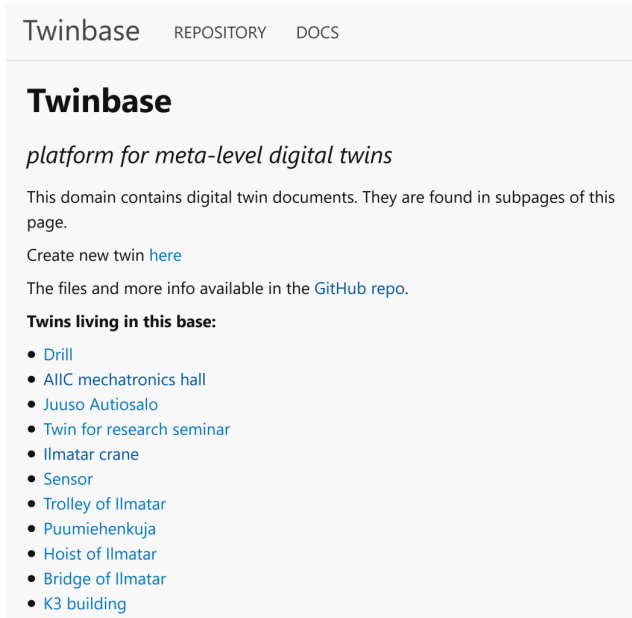 Twinbase REPOSITORY DOCS
Twinbase
platform for meta-level digital twins
This domain contains digital twin documents. They are found in subpages of this
page.
Create new twin here
The files and more info available in the GitHub repo.
Twins living in this base:
• Drill
• AIIC mechatronics hall
• Juuso Autiosalo
• Twin for research seminar
• Ilmatar crane
• Sensor
• Trolley of Ilmatar
• Puumiehenkuja
• Hoist of Ilmatar
• Bridge of Ilmatar
• K3 building